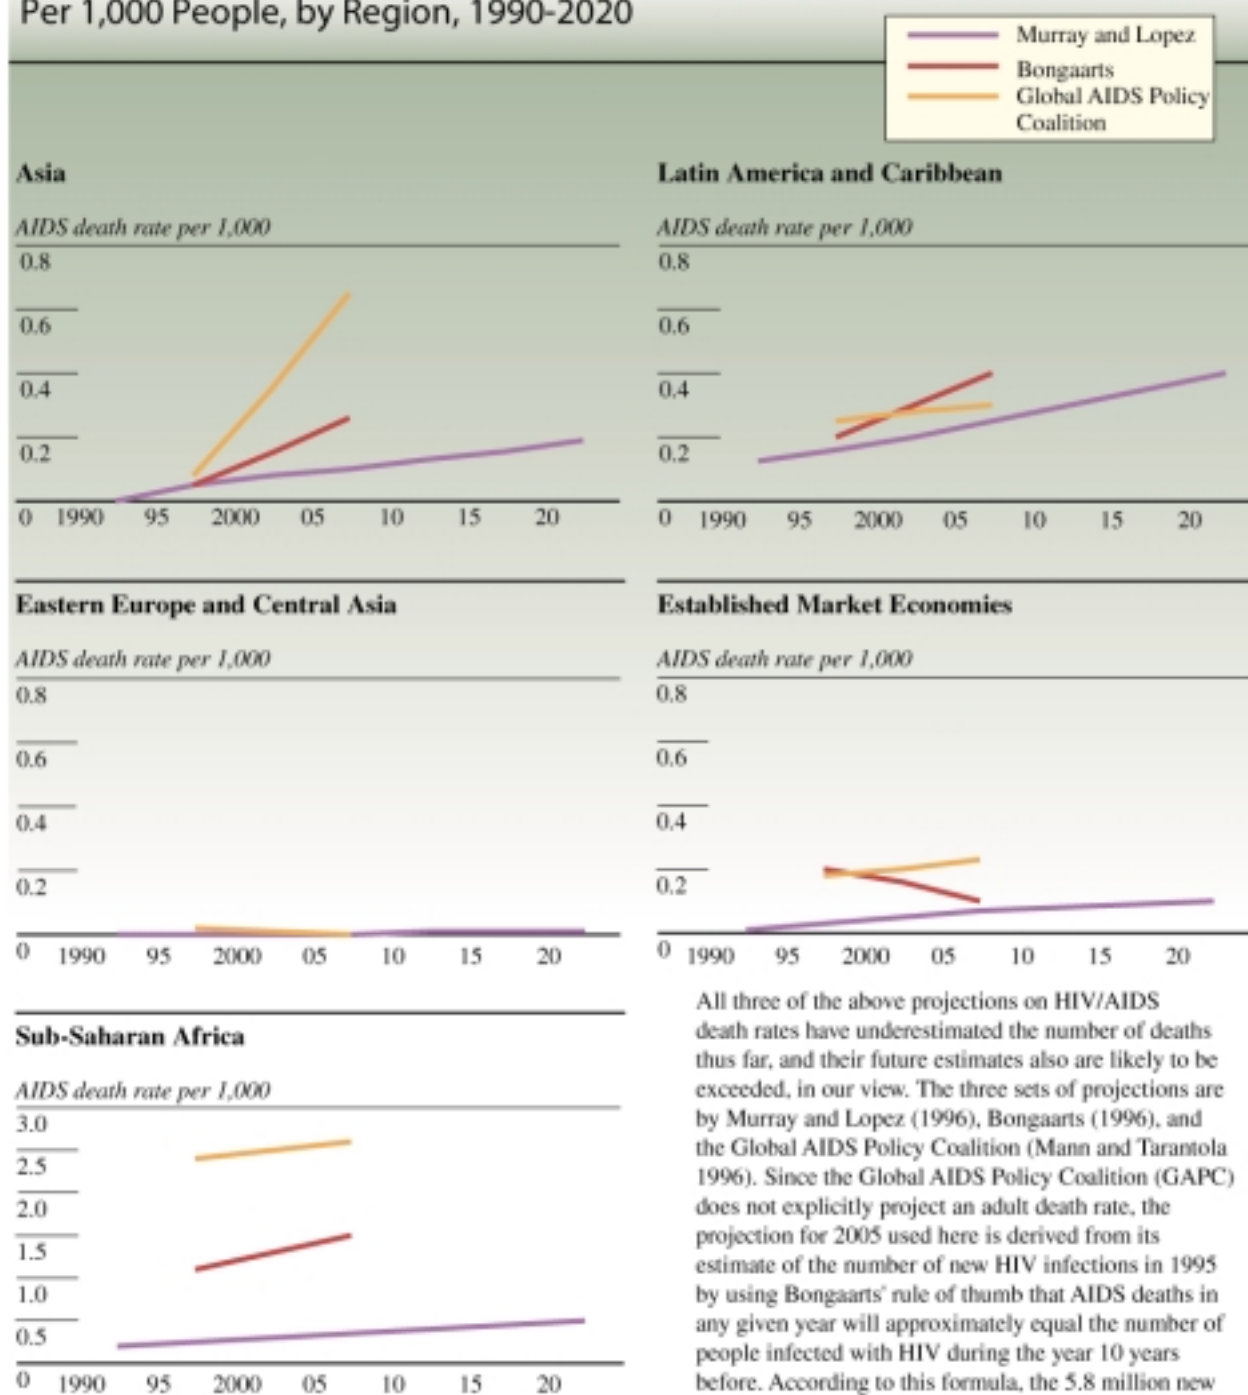 Per 1,000 People, by Region, 1990-2020
Murray and Lopez
Bongaarts
Global AIDS Policy
Coalition
Asia
AIDS death rate per 1,000
0.8
0.6
0.4
0.2
0 1990 95 2000 05 10 15 20
Latin America and Caribbean
AIDS death rate per 1,000
0.8
0.6
0.4
0.2
0 1990 95 2000 05 10 15 20
Eastern Europe and Central Asia
AIDS death rate per 1,000
0.8
0.6
0.4
0.2
0 1990 95 2000 05 10 15 20
Established Market Economies
AIDS death rate per 1,000
0.8
0.6
0.4
0.2
0 1990 95 2000 05 10 15 20
Sub-Saharan Africa
AIDS death rate per 1,000
3.0
2.5
2.0
1.5
1.0
0.5
0 1990 95 2000 05 10 15 20
All three of the above projections on HIV/AIDS
death rates have underestimated the number of deaths
thus far, and their future estimates also are likely to be
exceeded, in our view. The three sets of projections are
by Murray and Lopez (1996), Bongaarts (1996), and
the Global AIDS Policy Coalition (Mann and Tarantola
1996). Since the Global AIDS Policy Coalition (GAPC)
does not explicitly project an adult death rate, the
projection for 2005 used here is derived from its
estimate of the number of new HIV infections in 1995
by using Bongaarts' rule of thumb that AIDS deaths in
any given year will approximately equal the number of
people infected with HIV during the year 10 years
before. According to this formula, the 5.8 million new